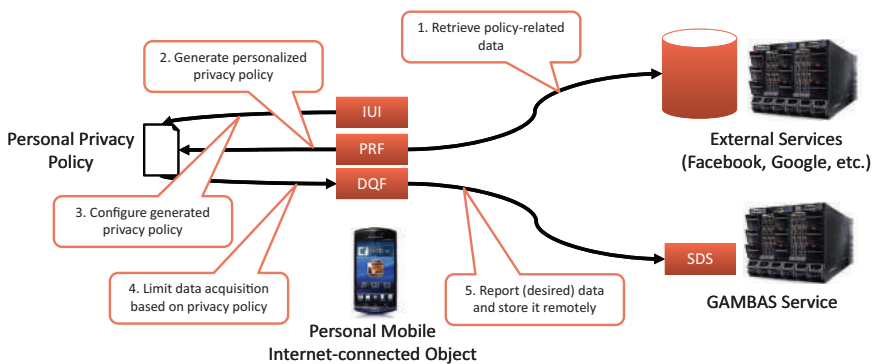 1. Retrieve policy-related
data
2. Generate personalized
privacy policy
IUI
Personal Privacy
Policy
PRF
External Services
(Facebook, Google, etc.)
DQF
3. Configure generated
privacy policy
SDS
4. Limit data acquisition
based on privacy policy
5. Report (desired) data
and store it remotely
GAMBAS Service
Personal Mobile
Internet-connected Object